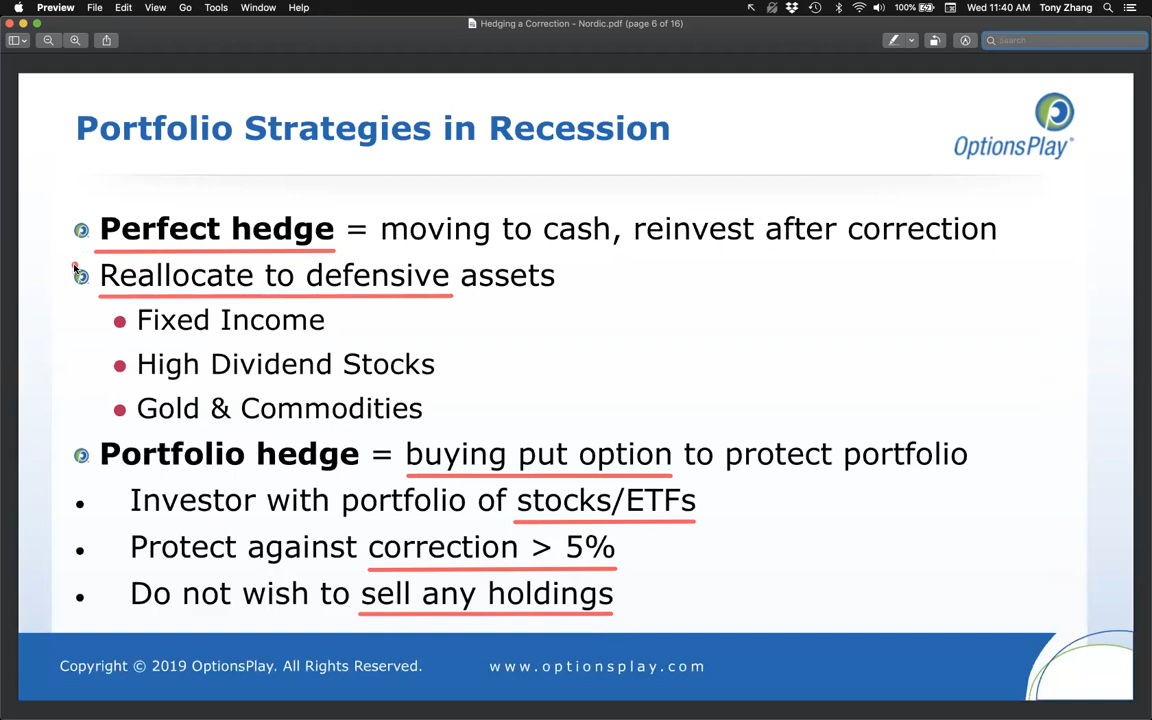 Preview File Edit View Go Tools Window Help 100% Wed 11:40 AM Tony Zhang
Hedging a Correction - Nordic.pdf (page 6 of 16)
Search
Portfolio Strategies in Recession
OptionsPlay
Perfect hedge = moving to cash, reinvest after correction
Reallocate to defensive assets
Fixed Income
High Dividend Stocks
Gold & Commodities
Portfolio hedge = buying put option to protect portfolio
Investor with portfolio of stocks/ETFs
Protect against correction > 5%
Do not wish to sell any holdings
Copyright © 2019 OptionsPlay. All Rights Reserved. www.optionsplay.com